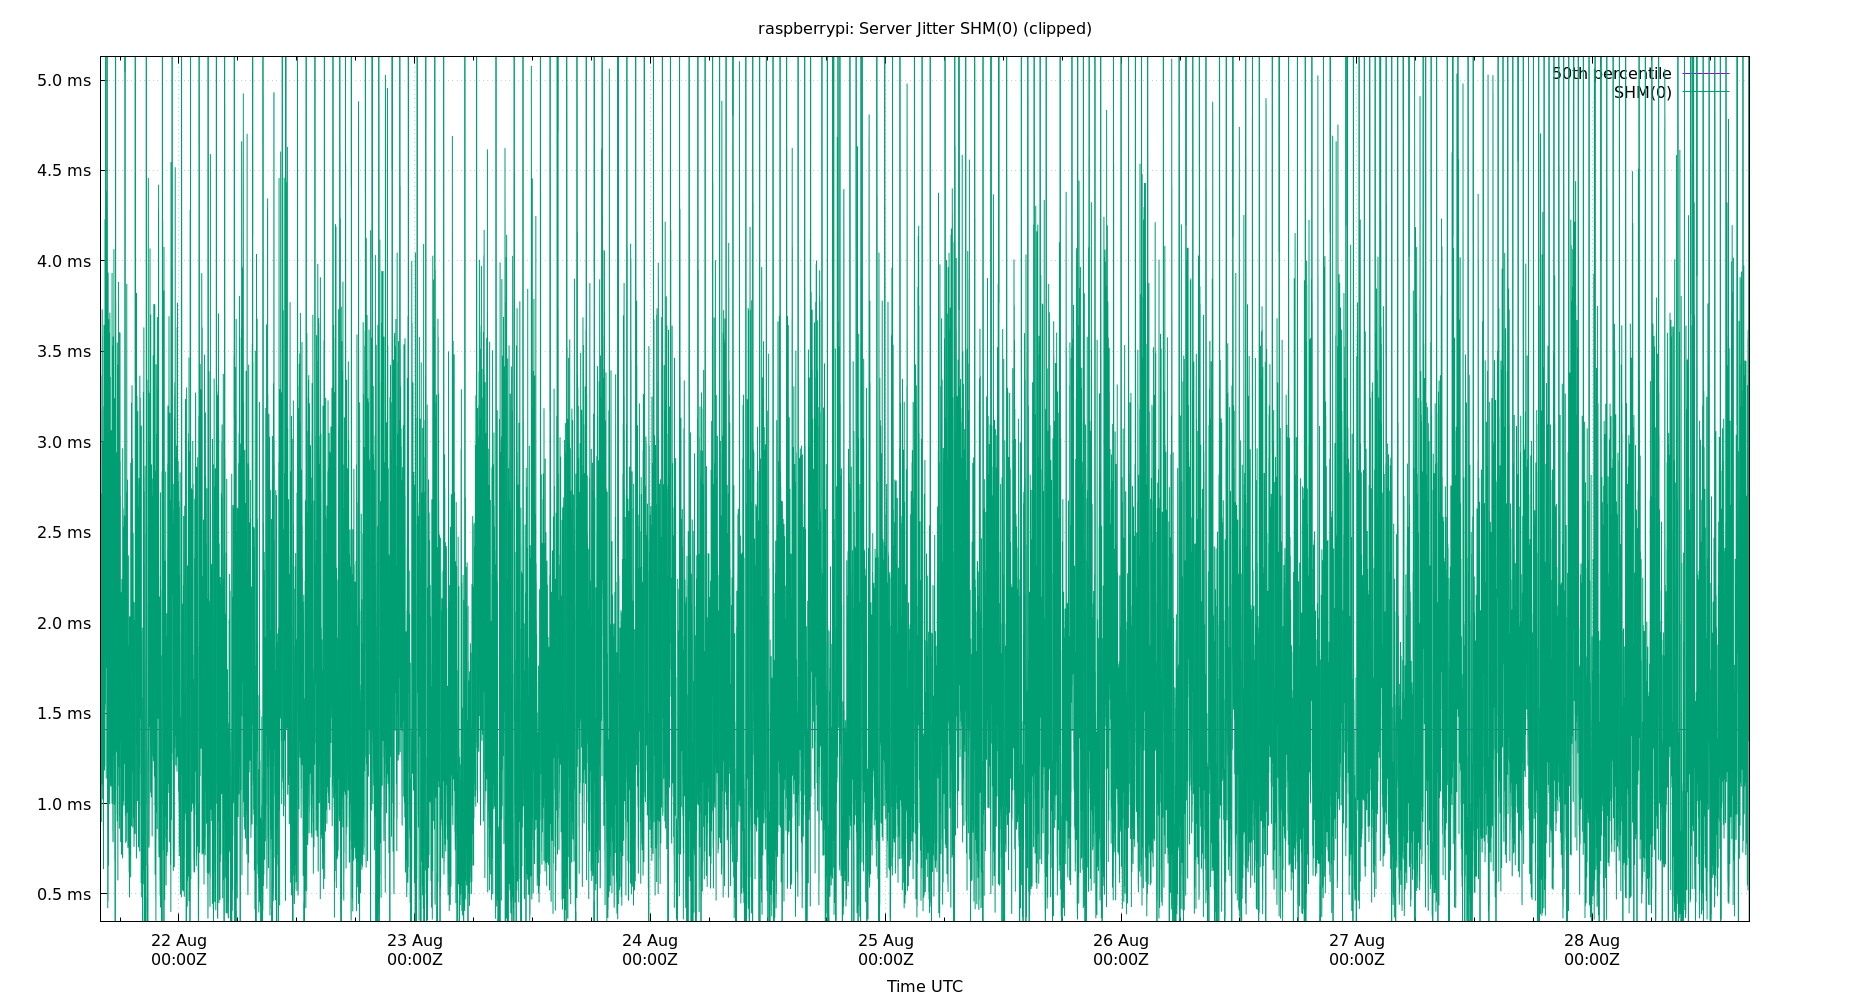 raspberrypi: Server Jitter SHM(0) (clipped)
5.0 ms
4.5 ms
4.0 ms
3.5 ms
3.0 ms
2.5 ms
2.0 ms
1.5 ms
1.0 ms
0.5 ms
50th percentile
SHM(0)
22 Aug
00:00Z
23 Aug
00:00Z
24 Aug
00:00Z
25 Aug
00:00Z
26 Aug
00:00Z
27 Aug
00:00Z
28 Aug
00:00Z
Time UTC